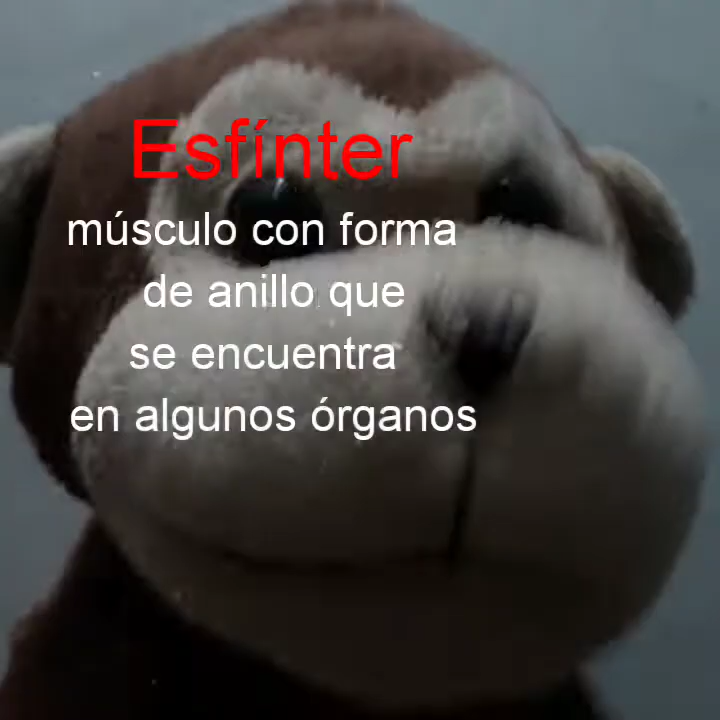 Esfínter
músculo con forma
de anillo que
se encuentra
en algunos órganos